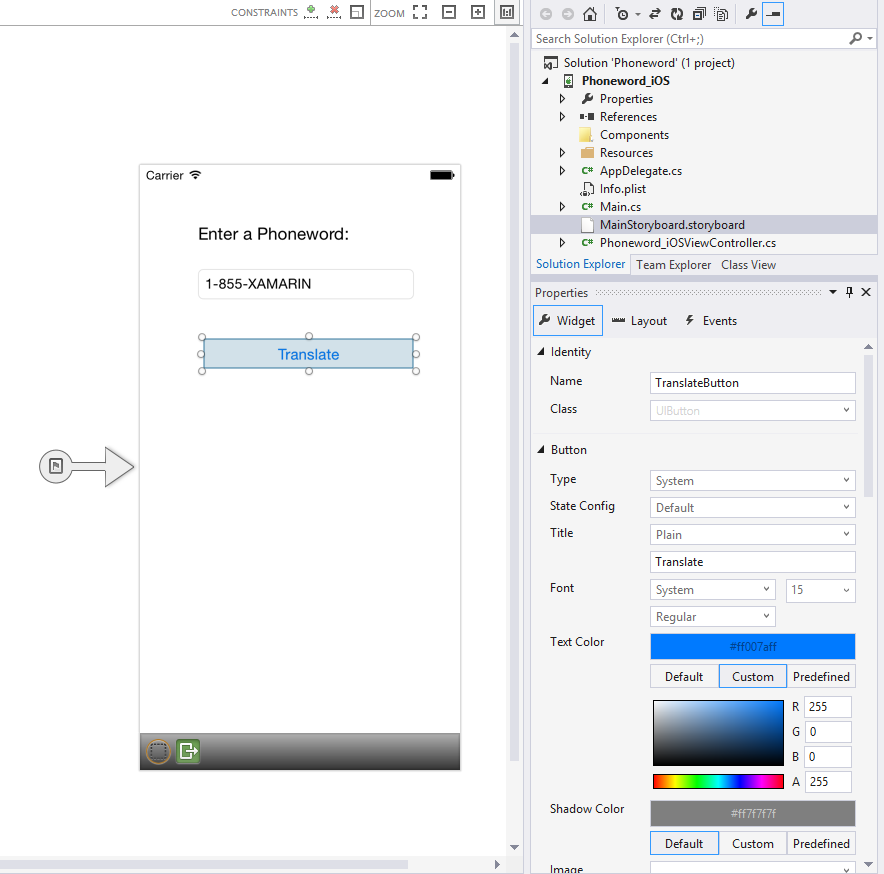 CONSTRAINTS ZOOM
Search Solution Explorer (Ctrl+;)
Solution 'Phoneword' (1 project)
Phoneword_iOS
Properties
References
Components
Resources
AppDelegate.cs
Info.plist
Main.cs
MainStoryboard.storyboard
Phoneword_iOSViewController.cs
Solution Explorer Team Explorer Class View
Carrier
Enter a Phoneword:
1-855-XAMARIN
Translate
Properties
Widget Layout Events
Identity
Name TranslateButton
Class UIButton
Button
Type System
State Config Default
Title Plain
Translate
Font System 15
Regular
Text Color #ff007aff
Default Custom Predefined
R 255
G 0
B 0
A 255
Shadow Color #ff7f7f7f
Default Custom Predefined
Image